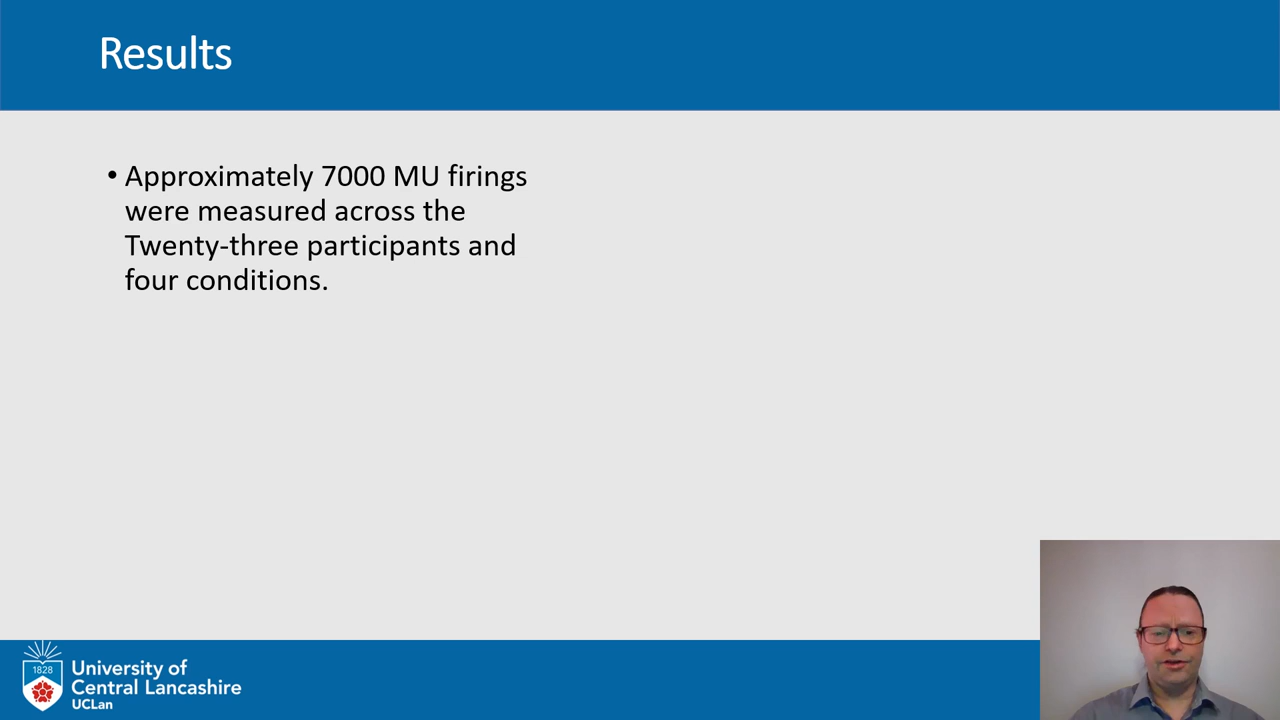 Results
• Approximately 7000 MU firings
were measured across the
Twenty-three participants and
four conditions.
1828
University of
Central Lancashire
UCLan